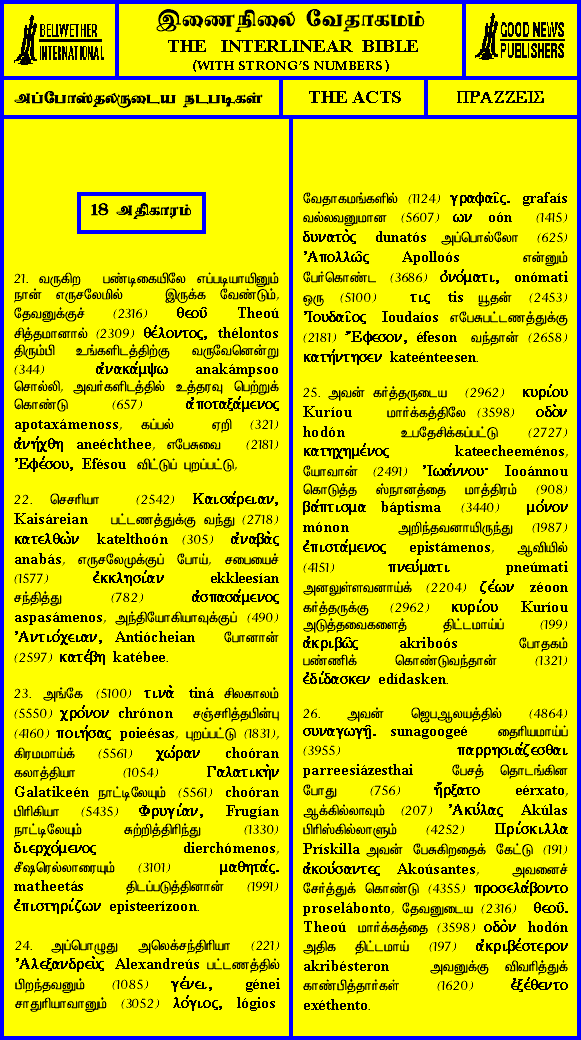 BELLWETHER
INTERNATIONAL
இணைநிலை வேதாகமம்
THE INTERLINEAR BIBLE
(WITH STRONG'S NUMBERS)
GOOD NEWS
PUBLISHERS
அப்போஸ்தலருடைய நடபடிகள்
THE ACTS
ΠΡΑΖΖΕΙΣ
18 அதிகாரம்
21. வருகிற பண்டிகையிலே எப்படியாயினும்
நான் எருசலேமில் இருக்க வேண்டும்,
தேவனுக்குச் (2316) θεοῦ Theoú
சித்தமானால் (2309) θέλοντος, thélontos
திரும்பி உங்களிடத்திற்கு வருவேனென்று
(344) ἀνακάμψω anakámpsoo
சொல்லி, அவர்களிடத்தில் உத்தரவு பெற்றுக்
கொண்டு (657) ἀποταξάμενος
apotaxámenoss, கப்பல் ஏறி (321)
ἀνήχθη aneéchthee, எபேசுவை (2181)
Ἐφέσου, Efésou விட்டுப் புறப்பட்டு,
22. செசரியா (2542) Καισάρειαν,
Kaisáreian பட்டணத்துக்கு வந்து (2718)
κατελθὼν katelthoón (305) ἀναβὰς
anabás, எருசலேமுக்குப் போய், சபையைச்
(1577) ἐκκλησίαν ekkleesían
சந்தித்து (782) ἀσπασάμενος
aspasámenos, அந்தியோகியாவுக்குப் (490)
Ἀντιόχειαν, Antiócheian போனான்
(2597) κατέβη katébee.
23. அங்கே (5100) τινὰ tiná சிலகாலம்
(5550) χρόνον chrónon சஞ்சரித்தபின்பு
(4160) ποιήσας poieésas, புறப்பட்டு (1831),
கிரமமாய்க் (5561) χώραν choóran
கலாத்தியா (1054) Γαλατικὴν
Galatikeén நாட்டிலேயும் (5561) choóran
பிரிகியா (5435) Φρυγίαν, Frugían
நாட்டிலேயும் சுற்றித்திரிந்து (1330)
διερχόμενος dierchómenos,
சீஷரெல்லாரையும் (3101) μαθητάς.
matheetás திடப்படுத்தினான் (1991)
ἐπιστηρίζων episteerízoon.
24. அப்பொழுது அலெக்சந்திரியா (221)
Ἀλεξανδρεὺς Alexandreús பட்டணத்தில்
பிறந்தவனும் (1085) γένει, génei
சாதுரியாவானும் (3052) λόγιος, lógios
வேதாகமங்களில் (1124) γραφαῖς. grafaís
வல்லவனுமான (5607) ων oón (1415)
δυνατὸς dunatós அப்பொல்லோ (625)
Ἀπολλῶς Apolloós என்னும்
பேர்கொண்ட (3686) ὀνόματι, onómati
ஒரு (5100) τις tis யூதன் (2453)
Ἰουδαῖος Ioudaíos எபேசுபட்டணத்துக்கு
(2181) Ἔφεσον, éfeson வந்தான் (2658)
κατήντησεν kateénteesen.
25. அவன் கர்த்தருடைய (2962) κυρίου
Kuríou மார்க்கத்திலே (3598) οδὸν
hodón உபதேசிக்கப்பட்டு (2727)
κατηχημένος kateecheeménos,
யோவான் (2491) Ἰωάννου· Iooánnou
கொடுத்த ஸ்நானத்தை மாத்திரம் (908)
βάπτισμα báptisma (3440) μόνον
mónon அறிந்தவனாயிருந்து (1987)
ἐπιστάμενος epistámenos, ஆவியில்
(4151) πνεύματι pneúmati
அனலுள்ளவனாய்க் (2204) ζέων zéoon
கர்த்தருக்கு (2962) κυρίου Kuríou
அடுத்தவைகளைத் திட்டமாய்ப் (199)
ἀκριβῶς akriboós போதகம்
பண்ணிக் கொண்டுவந்தான் (1321)
ἐδίδασκεν edídasken.
26. அவன் ஜெபஆலயத்தில் (4864)
συναγωγῇ. sunagoogeé தைரியமாய்ப்
(3955) παρρησιάζεσθαι
parreesiázesthai பேசத் தொடங்கின
போது (756) ἤρξατο eérxato,
ஆக்கில்லாவும் (207) Ἀκύλας Akúlas
பிரிஸ்கில்லாளும் (4252) Πρίσκιλλα
Prískilla அவன் பேசுகிறதைக் கேட்டு (191)
ἀκούσαντες Akoúsantes, அவனைச்
சேர்த்துக் கொண்டு (4355) προσελάβοντο
proselábonto, தேவனுடைய (2316) θεοῦ.
Theoú மார்க்கத்தை (3598) οδὸν hodón
அதிக திட்டமாய் (197) ἀκριβέστερον
akribésteron அவனுக்கு விவரித்துக்
காண்பித்தார்கள் (1620) ἐξέθεντο
exéthento.